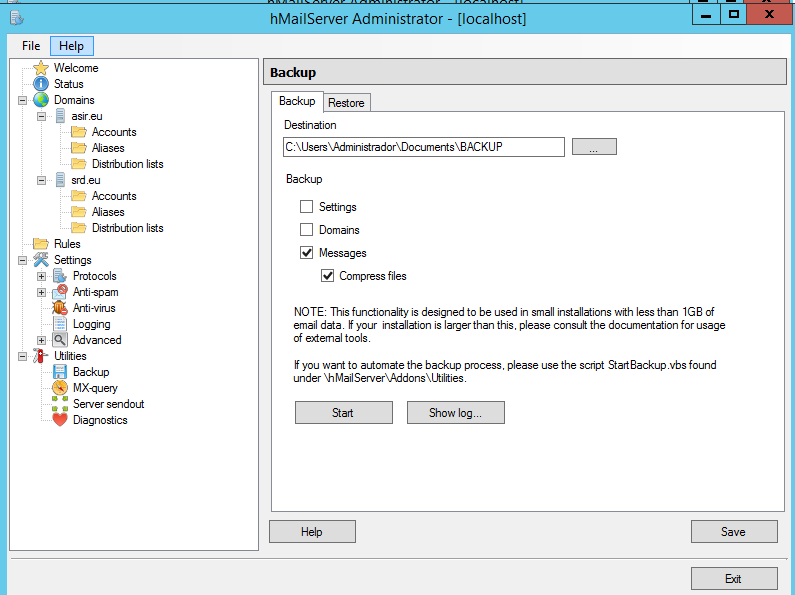 hMailServer Administrator - [localhost]
File Help
Welcome
Status
Domains
asir.eu
Accounts
Aliases
Distribution lists
srd.eu
Accounts
Aliases
Distribution lists
Rules
Settings
Protocols
Anti-spam
Anti-virus
Logging
Advanced
Utilities
Backup
MX-query
Server sendout
Diagnostics
Backup
Backup Restore
Destination
C:\Users\Administrador\Documents\BACKUP ...
Backup
Settings
Domains
Messages
Compress files
NOTE: This functionality is designed to be used in small installations with less than 1GB of
email data. If your installation is larger than this, please consult the documentation for usage
of external tools.
If you want to automate the backup process, please use the script StartBackup.vbs found
under \hMailServer\Addons\Utilities.
Start Show log...
Help Save
Exit